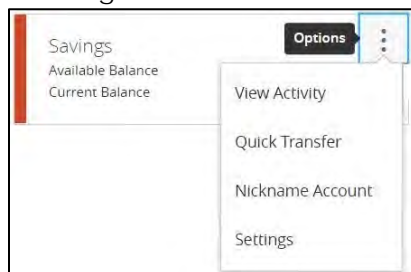 Savings
Options
Available Balance
Current Balance
View Activity
Quick Transfer
Nickname Account
Settings